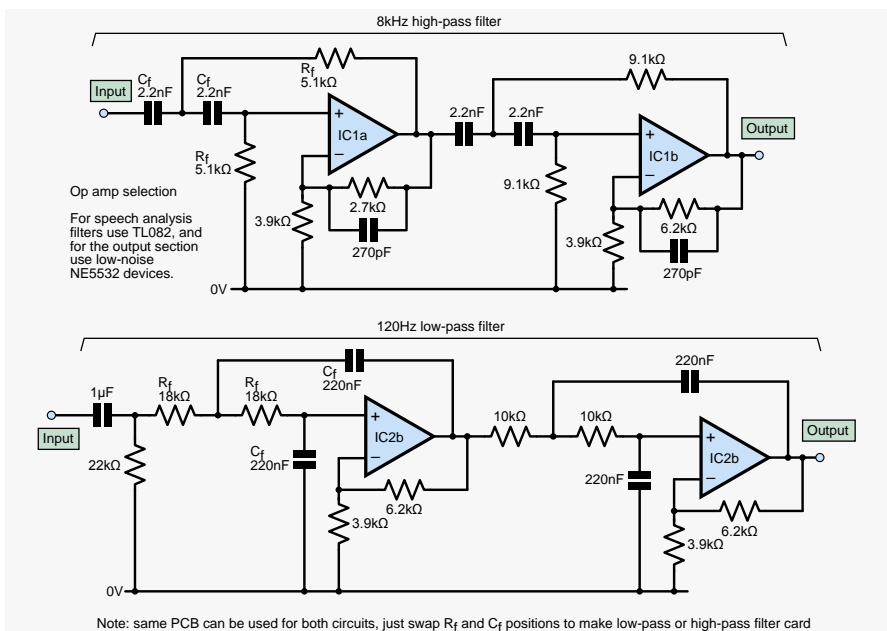 8kHz high-pass filter
Input
Cf
2.2nF
Cf
2.2nF
Rf
5.1kΩ
Rf
5.1kΩ
+
IC1a
–
2.7kΩ
3.9kΩ
270pF
2.2nF
2.2nF
9.1kΩ
9.1kΩ
+
IC1b
–
Output
6.2kΩ
3.9kΩ
270pF
Op amp selection
For speech analysis
filters use TL082, and
for the output section
use low-noise
NE5532 devices.
0V
120Hz low-pass filter
1µF
Input
22kΩ
Rf
18kΩ
Rf
18kΩ
Cf
220nF
Cf
220nF
+
IC2b
–
6.2kΩ
3.9kΩ
10kΩ
10kΩ
220nF
220nF
+
IC2b
–
Output
6.2kΩ
3.9kΩ
0V
Note: same PCB can be used for both circuits, just swap Rf and Cf positions to make low-pass or high-pass filter card